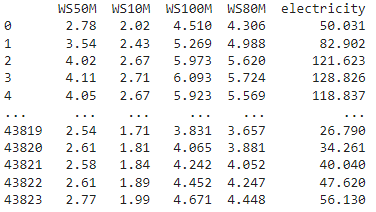 WS50M WS10M WS100M WS80M electricity
0 2.78 2.02 4.510 4.306 50.031
1 3.54 2.43 5.269 4.988 82.902
2 4.02 2.67 5.973 5.620 121.623
3 4.11 2.71 6.093 5.724 128.826
4 4.05 2.67 5.923 5.569 118.837
... ... ... ... ... ...
43819 2.54 1.71 3.831 3.657 26.790
43820 2.61 1.81 4.065 3.881 34.261
43821 2.58 1.84 4.242 4.052 40.040
43822 2.61 1.89 4.452 4.247 47.620
43823 2.77 1.99 4.671 4.448 56.130